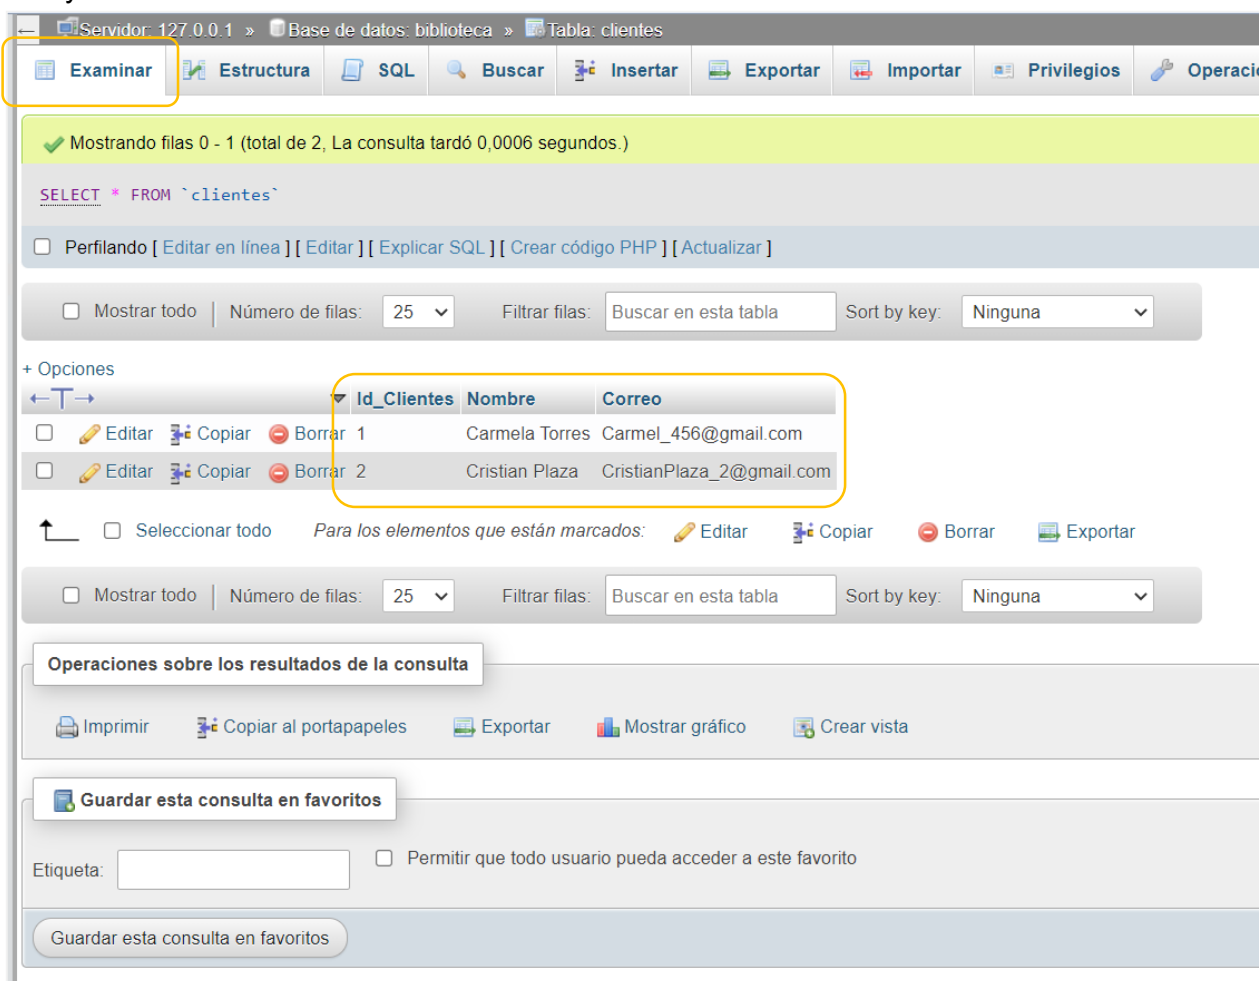 Servidor: 127.0.0.1 » Base de datos: biblioteca » Tabla: clientes
Examinar Estructura SQL Buscar Insertar Exportar Importar Privilegios
Mostrando filas 0 - 1 (total de 2, La consulta tardó 0,0006 segundos.)
SELECT * FROM `clientes`
Perfilando [ Editar en línea ] [ Editar ] [ Explicar SQL ] [ Crear código PHP ] [ Actualizar ]
Mostrar todo | Número de filas: 25 Filtrar filas: Buscar en esta tabla Sort by key: Ninguna
+ Opciones
←T→ Id_Clientes Nombre Correo
Editar Copiar Borrar 1 Carmela Torres Carmel_456@gmail.com
Editar Copiar Borrar 2 Cristian Plaza CristianPlaza_2@gmail.com
Seleccionar todo Para los elementos que están marcados: Editar Copiar Borrar Exportar
Mostrar todo | Número de filas: 25 Filtrar filas: Buscar en esta tabla Sort by key: Ninguna
Operaciones sobre los resultados de la consulta
Imprimir Copiar al portapapeles Exportar Mostrar gráfico Crear vista
Guardar esta consulta en favoritos
Etiqueta: Permitir que todo usuario pueda acceder a este favorito
Guardar esta consulta en favoritos